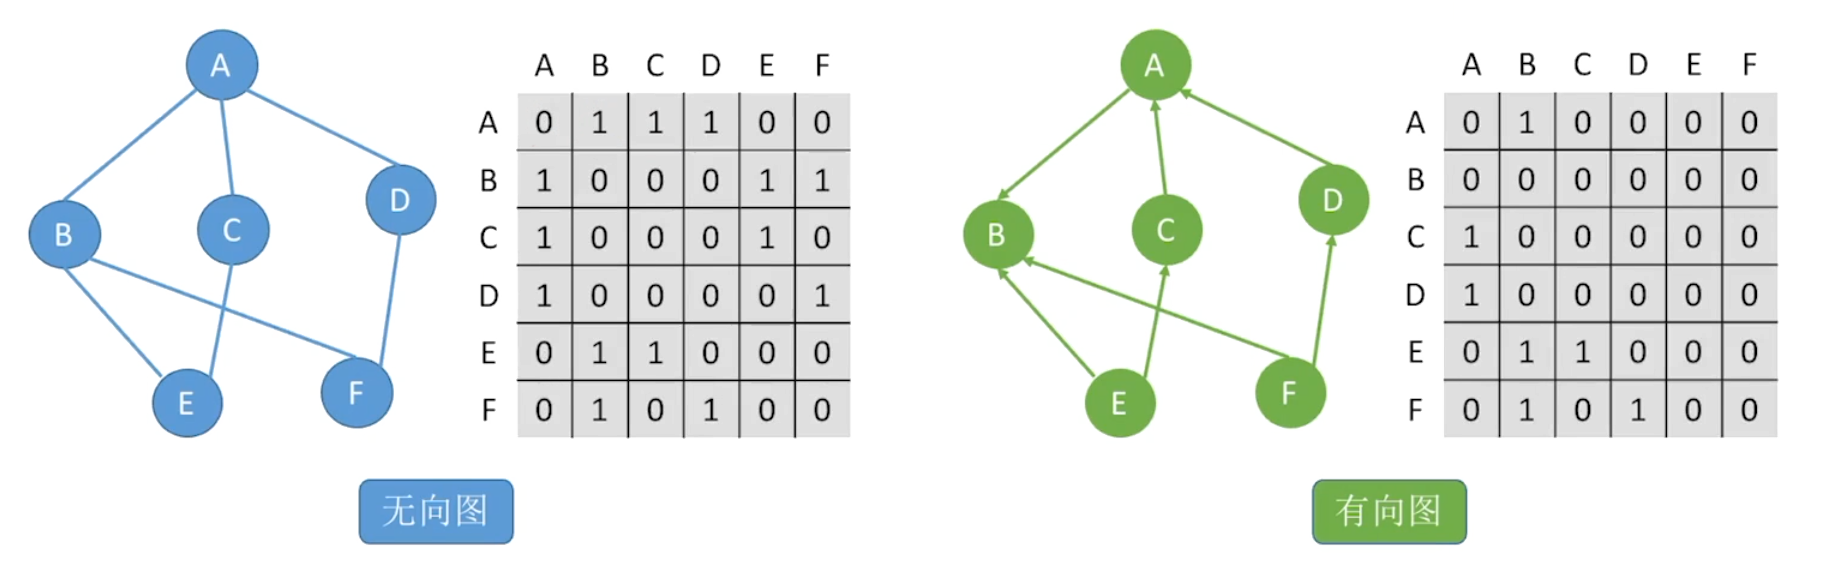 A
B
C
D
E
F
A B C D E F
A 0 1 1 1 0 0
B 1 0 0 0 1 1
C 1 0 0 0 1 0
D 1 0 0 0 0 1
E 0 1 1 0 0 0
F 0 1 0 1 0 0
无向图
A
B
C
D
E
F
A B C D E F
A 0 1 0 0 0 0
B 0 0 0 0 0 0
C 1 0 0 0 0 0
D 1 0 0 0 0 0
E 0 1 1 0 0 0
F 0 1 0 1 0 0
有向图